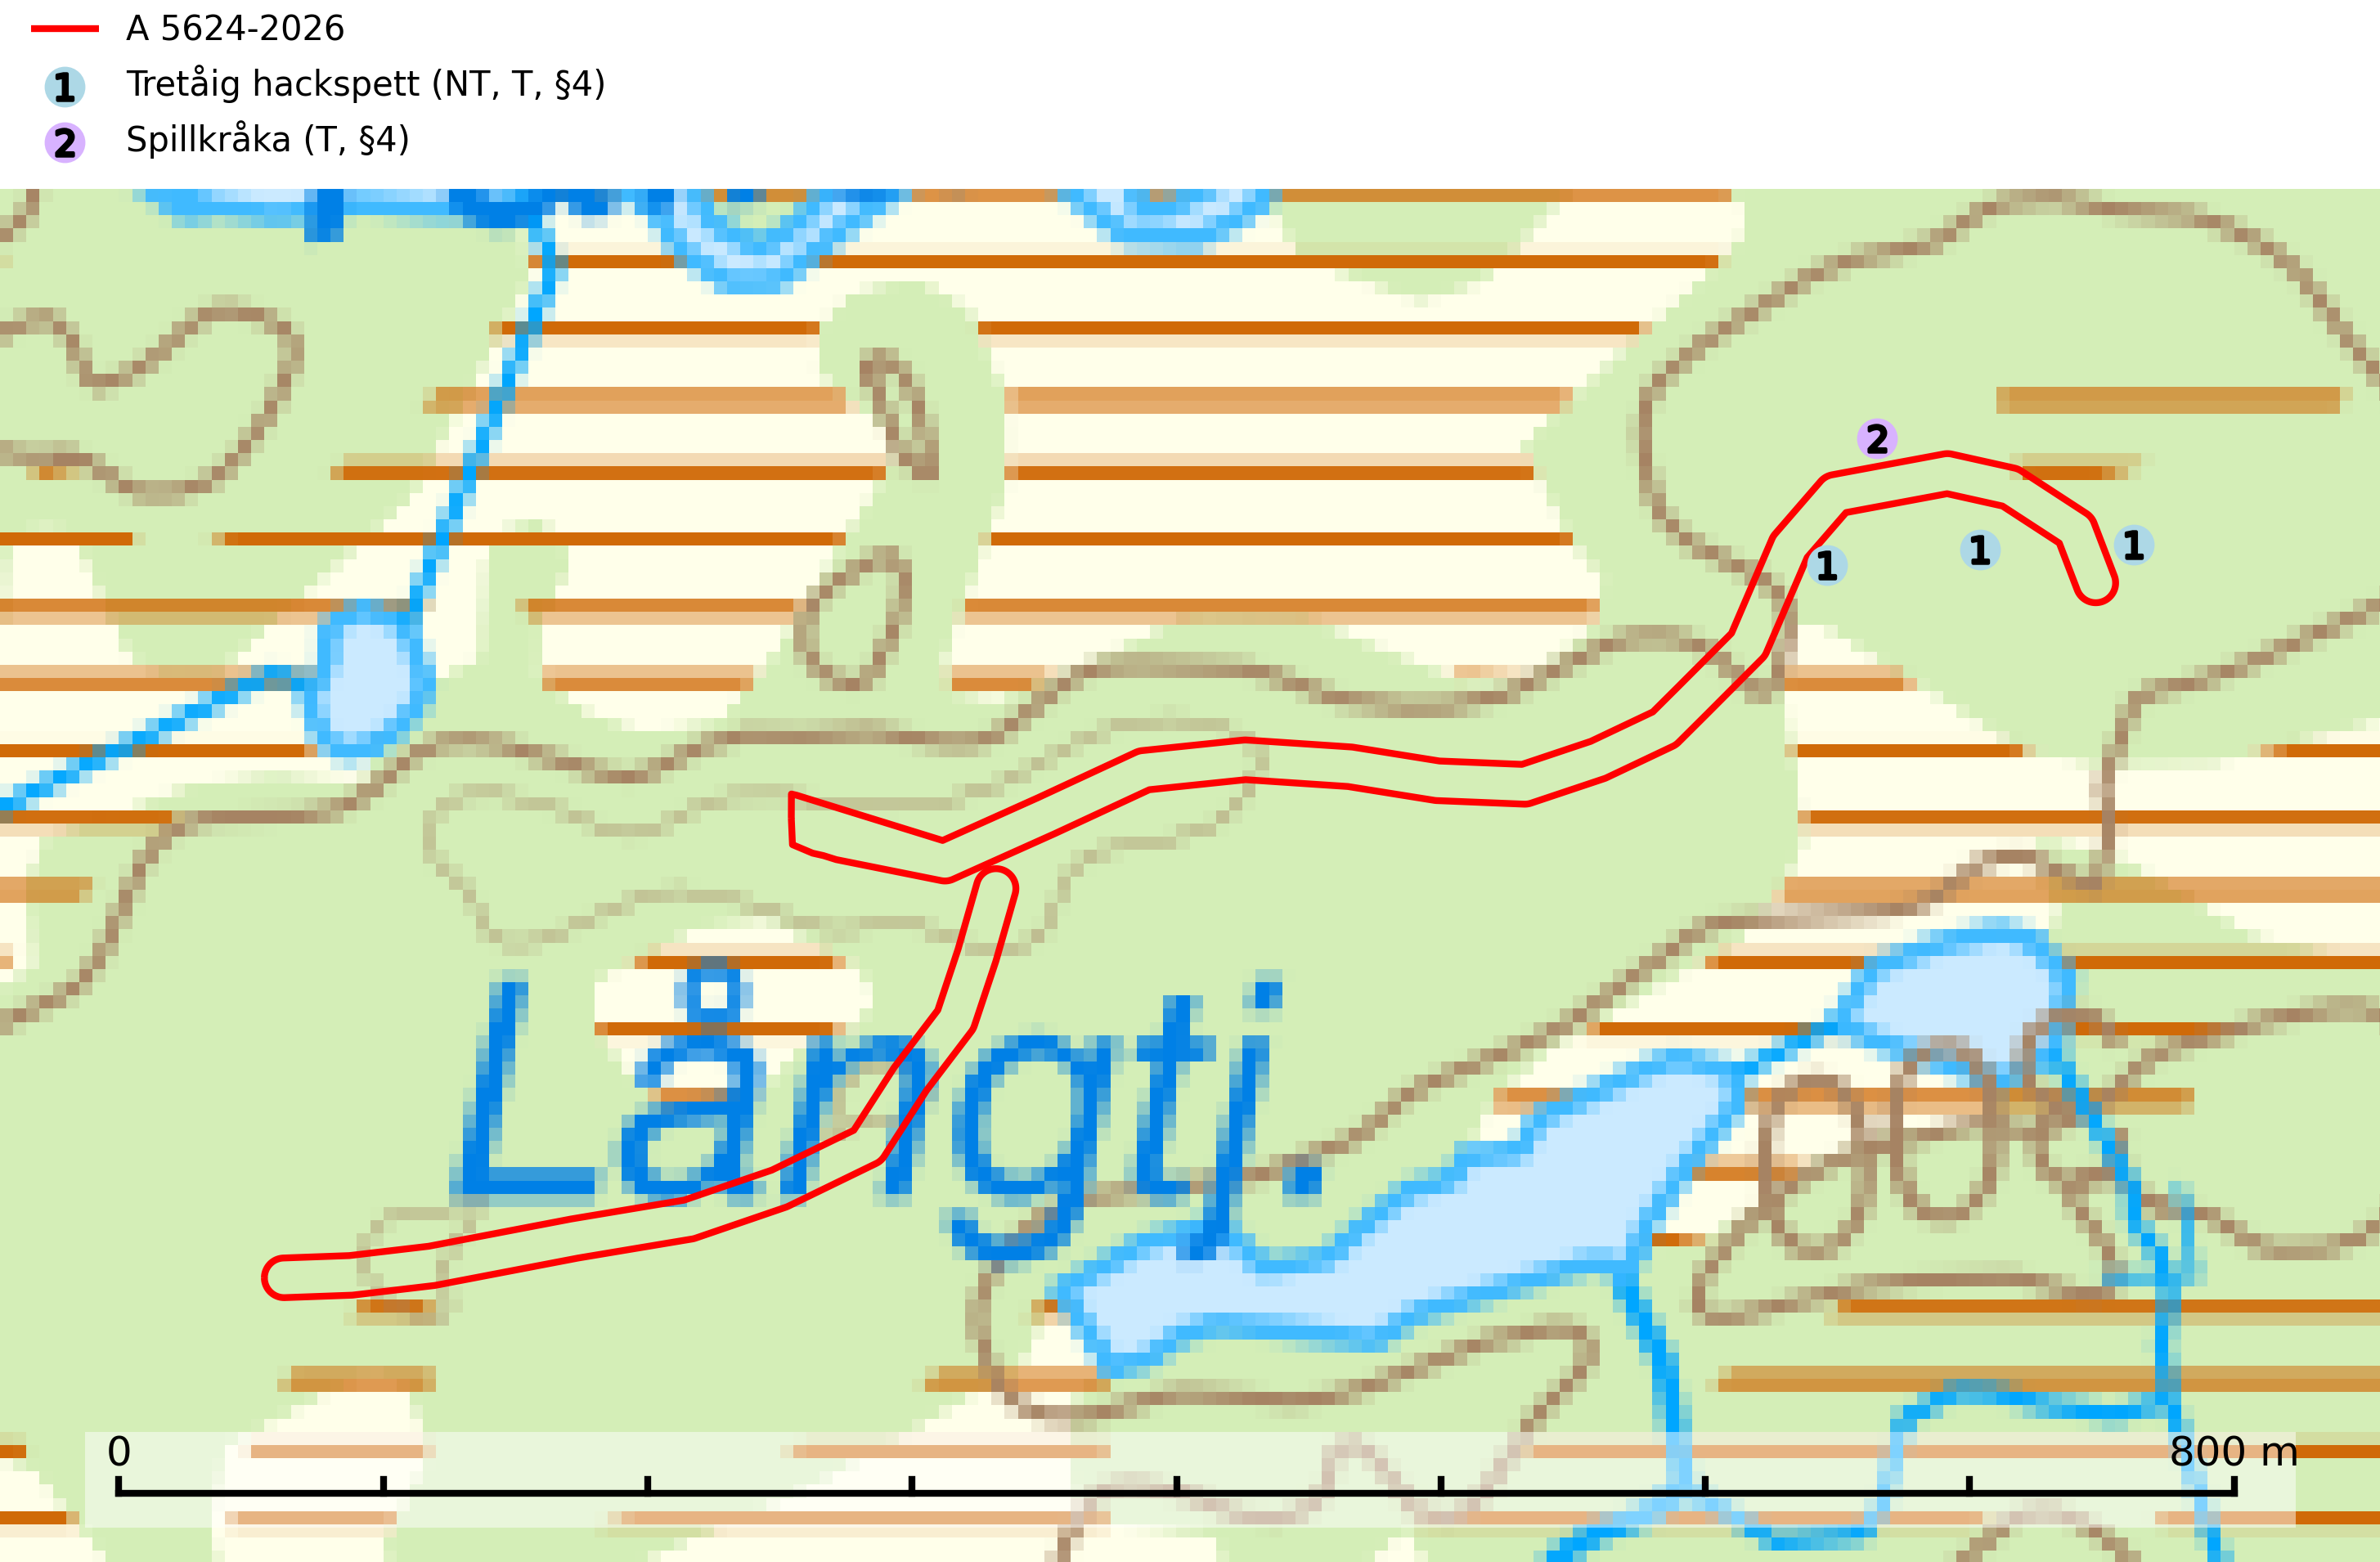 A 5624-2026
1 Tretåig hackspett (NT, T, §4)
2 Spillkråka (T, §4)
2
1
1
1
Långtj.
0
800 m